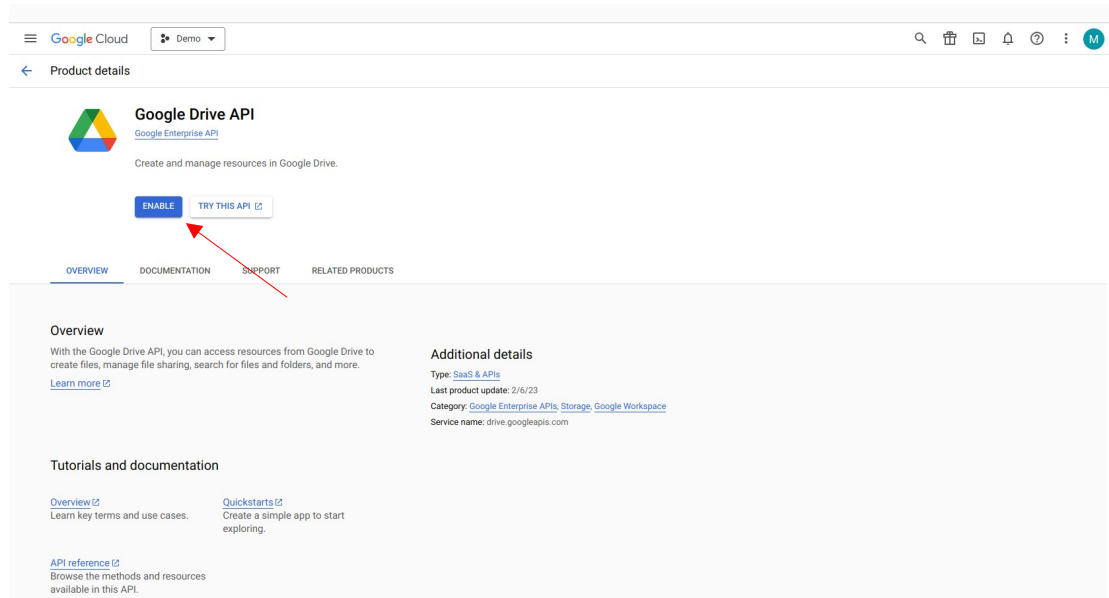 Google Cloud
Demo
M
Product details
Google Drive API
Google Enterprise API
Create and manage resources in Google Drive.
ENABLE
TRY THIS API
OVERVIEW
DOCUMENTATION
SUPPORT
RELATED PRODUCTS
Overview
With the Google Drive API, you can access resources from Google Drive to
create files, manage file sharing, search for files and folders, and more.
Learn more
Additional details
Type: SaaS & APIs
Last product update: 2/6/23
Category: Google Enterprise APIs, Storage, Google Workspace
Service name: drive.googleapis.com
Tutorials and documentation
Overview
Learn key terms and use cases.
Quickstarts
Create a simple app to start
exploring.
API reference
Browse the methods and resources
available in this API.